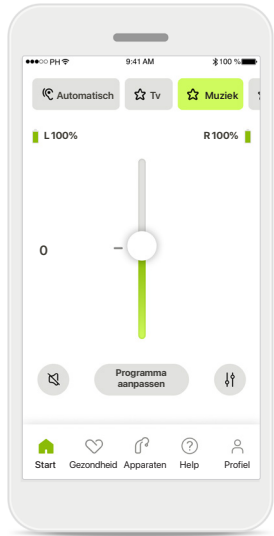 ●●●○○ PH 9:41 AM 100 %
Automatisch Tv Muziek
L 100% R 100%
0
Programma
aanpassen
Start Gezondheid Apparaten Help Profiel